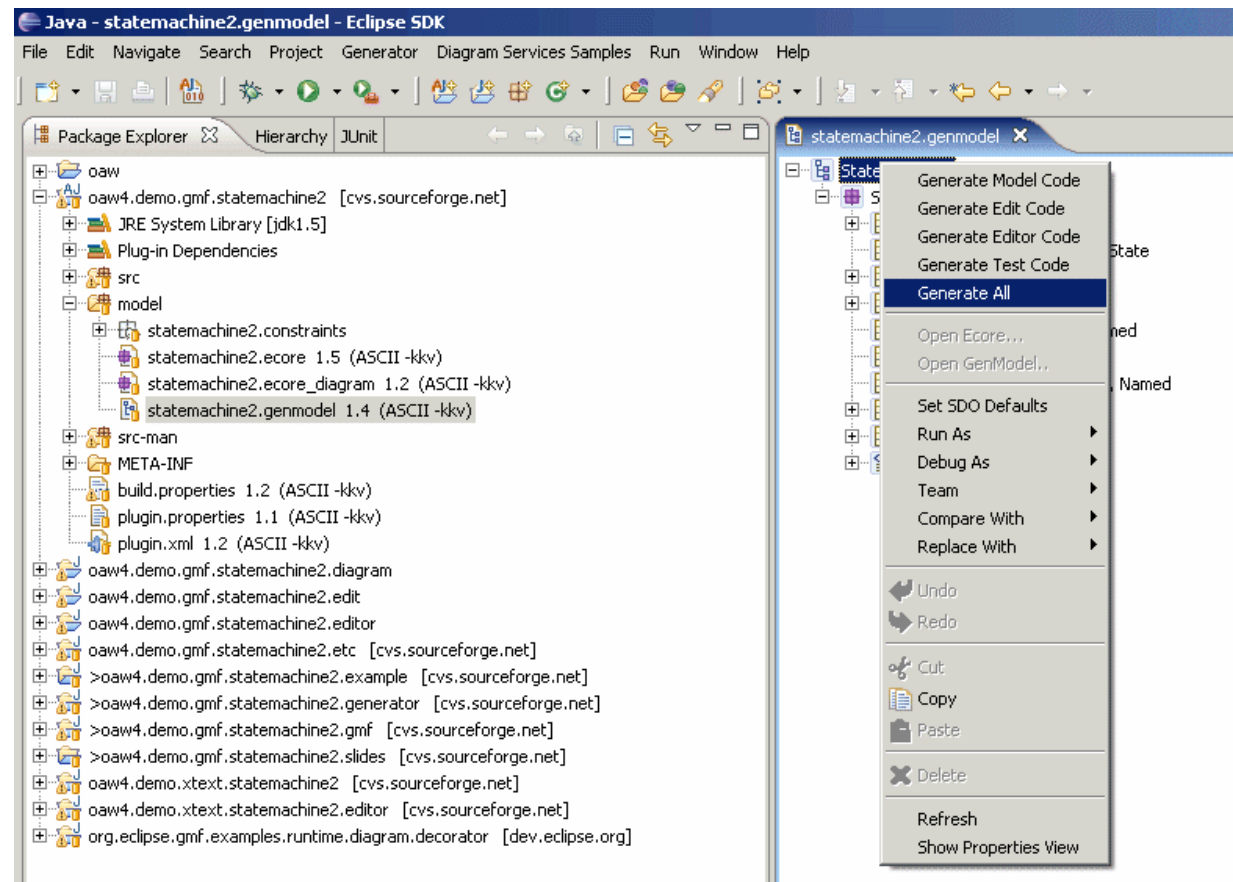 Java - statemachine2.genmodel - Eclipse SDK
File Edit Navigate Search Project Generator Diagram Services Samples Run Window Help
Package Explorer Hierarchy JUnit
statemachine2.genmodel
oaw
oaw4.demo.gmf.statemachine2 [cvs.sourceforge.net]
JRE System Library [jdk1.5]
Plug-in Dependencies
src
model
statemachine2.constraints
statemachine2.ecore 1.5 (ASCII -kkv)
statemachine2.ecore_diagram 1.2 (ASCII -kkv)
statemachine2.genmodel 1.4 (ASCII -kkv)
src-man
META-INF
build.properties 1.2 (ASCII -kkv)
plugin.properties 1.1 (ASCII -kkv)
plugin.xml 1.2 (ASCII -kkv)
oaw4.demo.gmf.statemachine2.diagram
oaw4.demo.gmf.statemachine2.edit
oaw4.demo.gmf.statemachine2.editor
oaw4.demo.gmf.statemachine2.etc [cvs.sourceforge.net]
>oaw4.demo.gmf.statemachine2.example [cvs.sourceforge.net]
>oaw4.demo.gmf.statemachine2.generator [cvs.sourceforge.net]
>oaw4.demo.gmf.statemachine2.gmf [cvs.sourceforge.net]
>oaw4.demo.gmf.statemachine2.slides [cvs.sourceforge.net]
oaw4.demo.xtext.statemachine2 [cvs.sourceforge.net]
oaw4.demo.xtext.statemachine2.editor [cvs.sourceforge.net]
org.eclipse.gmf.examples.runtime.diagram.decorator [dev.eclipse.org]
State
S
State
med
, Named
Generate Model Code
Generate Edit Code
Generate Editor Code
Generate Test Code
Generate All
Open Ecore...
Open GenModel..
Set SDO Defaults
Run As
Debug As
Team
Compare With
Replace With
Undo
Redo
Cut
Copy
Paste
Delete
Refresh
Show Properties View